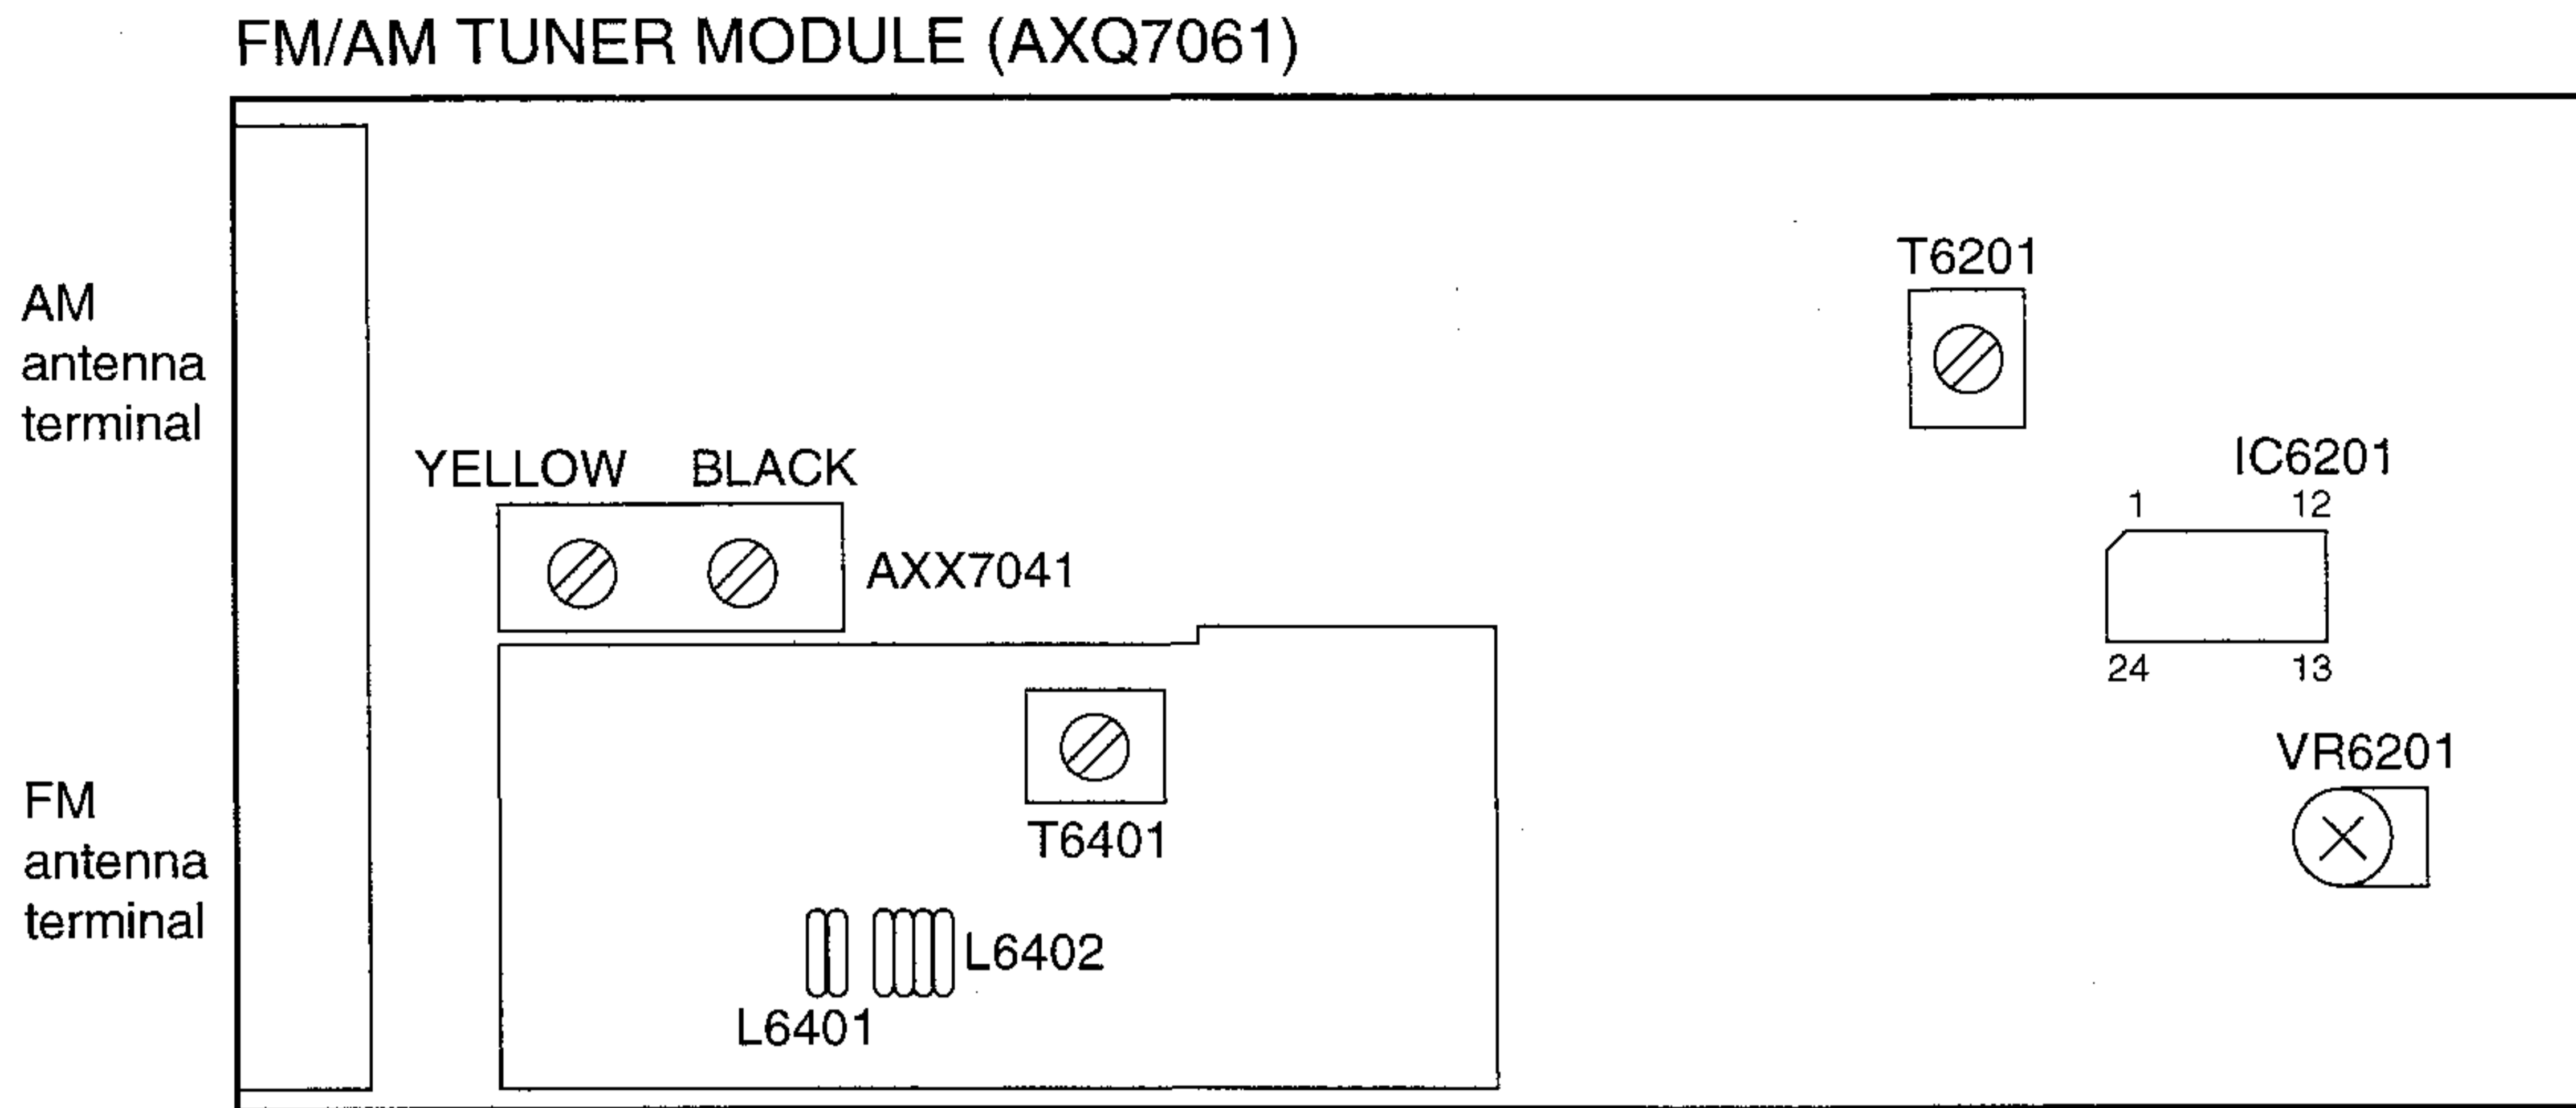 FM/AM TUNER MODULE (AXQ7061)
AM
antenna
terminal
T6201
YELLOW BLACK
IC6201
1 12
AXX7041
24 13
T6401
VR6201
FM
antenna
terminal
L6402
L6401